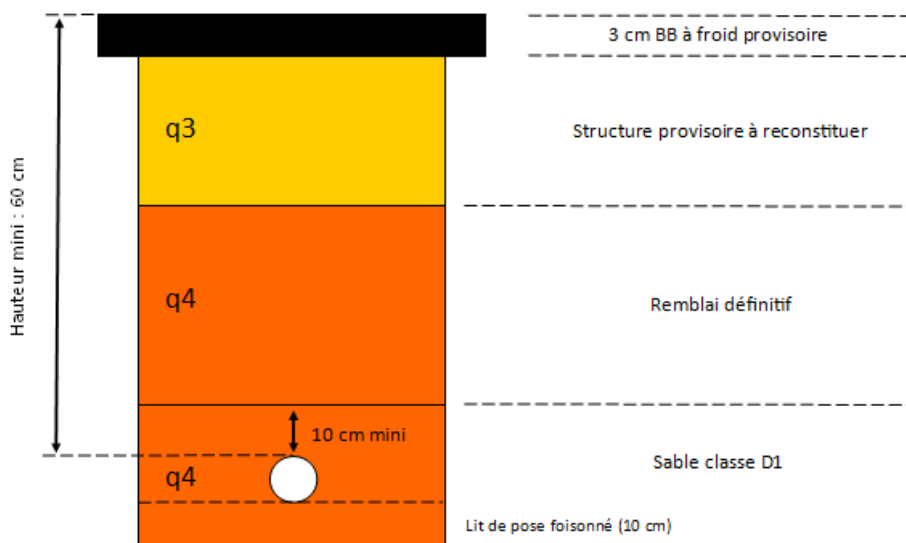 3 cm BB à froid provisoire
Hauteur mini : 60 cm
q3
Structure provisoire à reconstituer
q4
Remblai définitif
10 cm mini
q4
Sable classe D1
Lit de pose foisonné (10 cm)